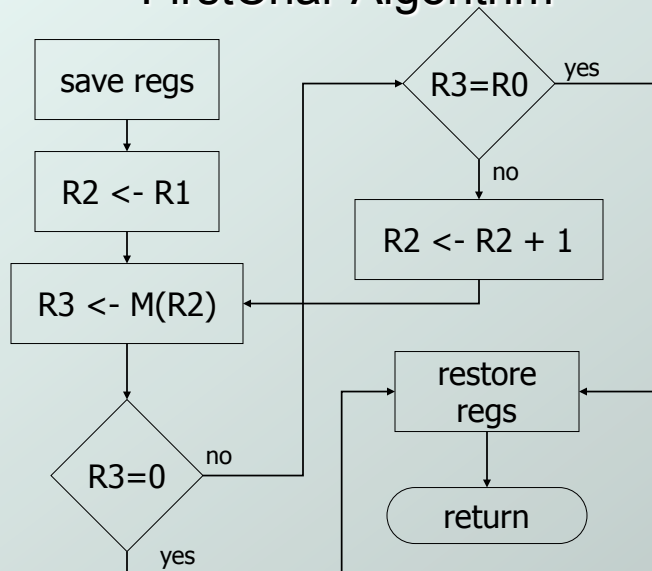 FirstChar Algorithm
save regs
R2 <- R1
R3 <- M(R2)
R3=0
no
yes
R3=R0
yes
no
R2 <- R2 + 1
restore
regs
return